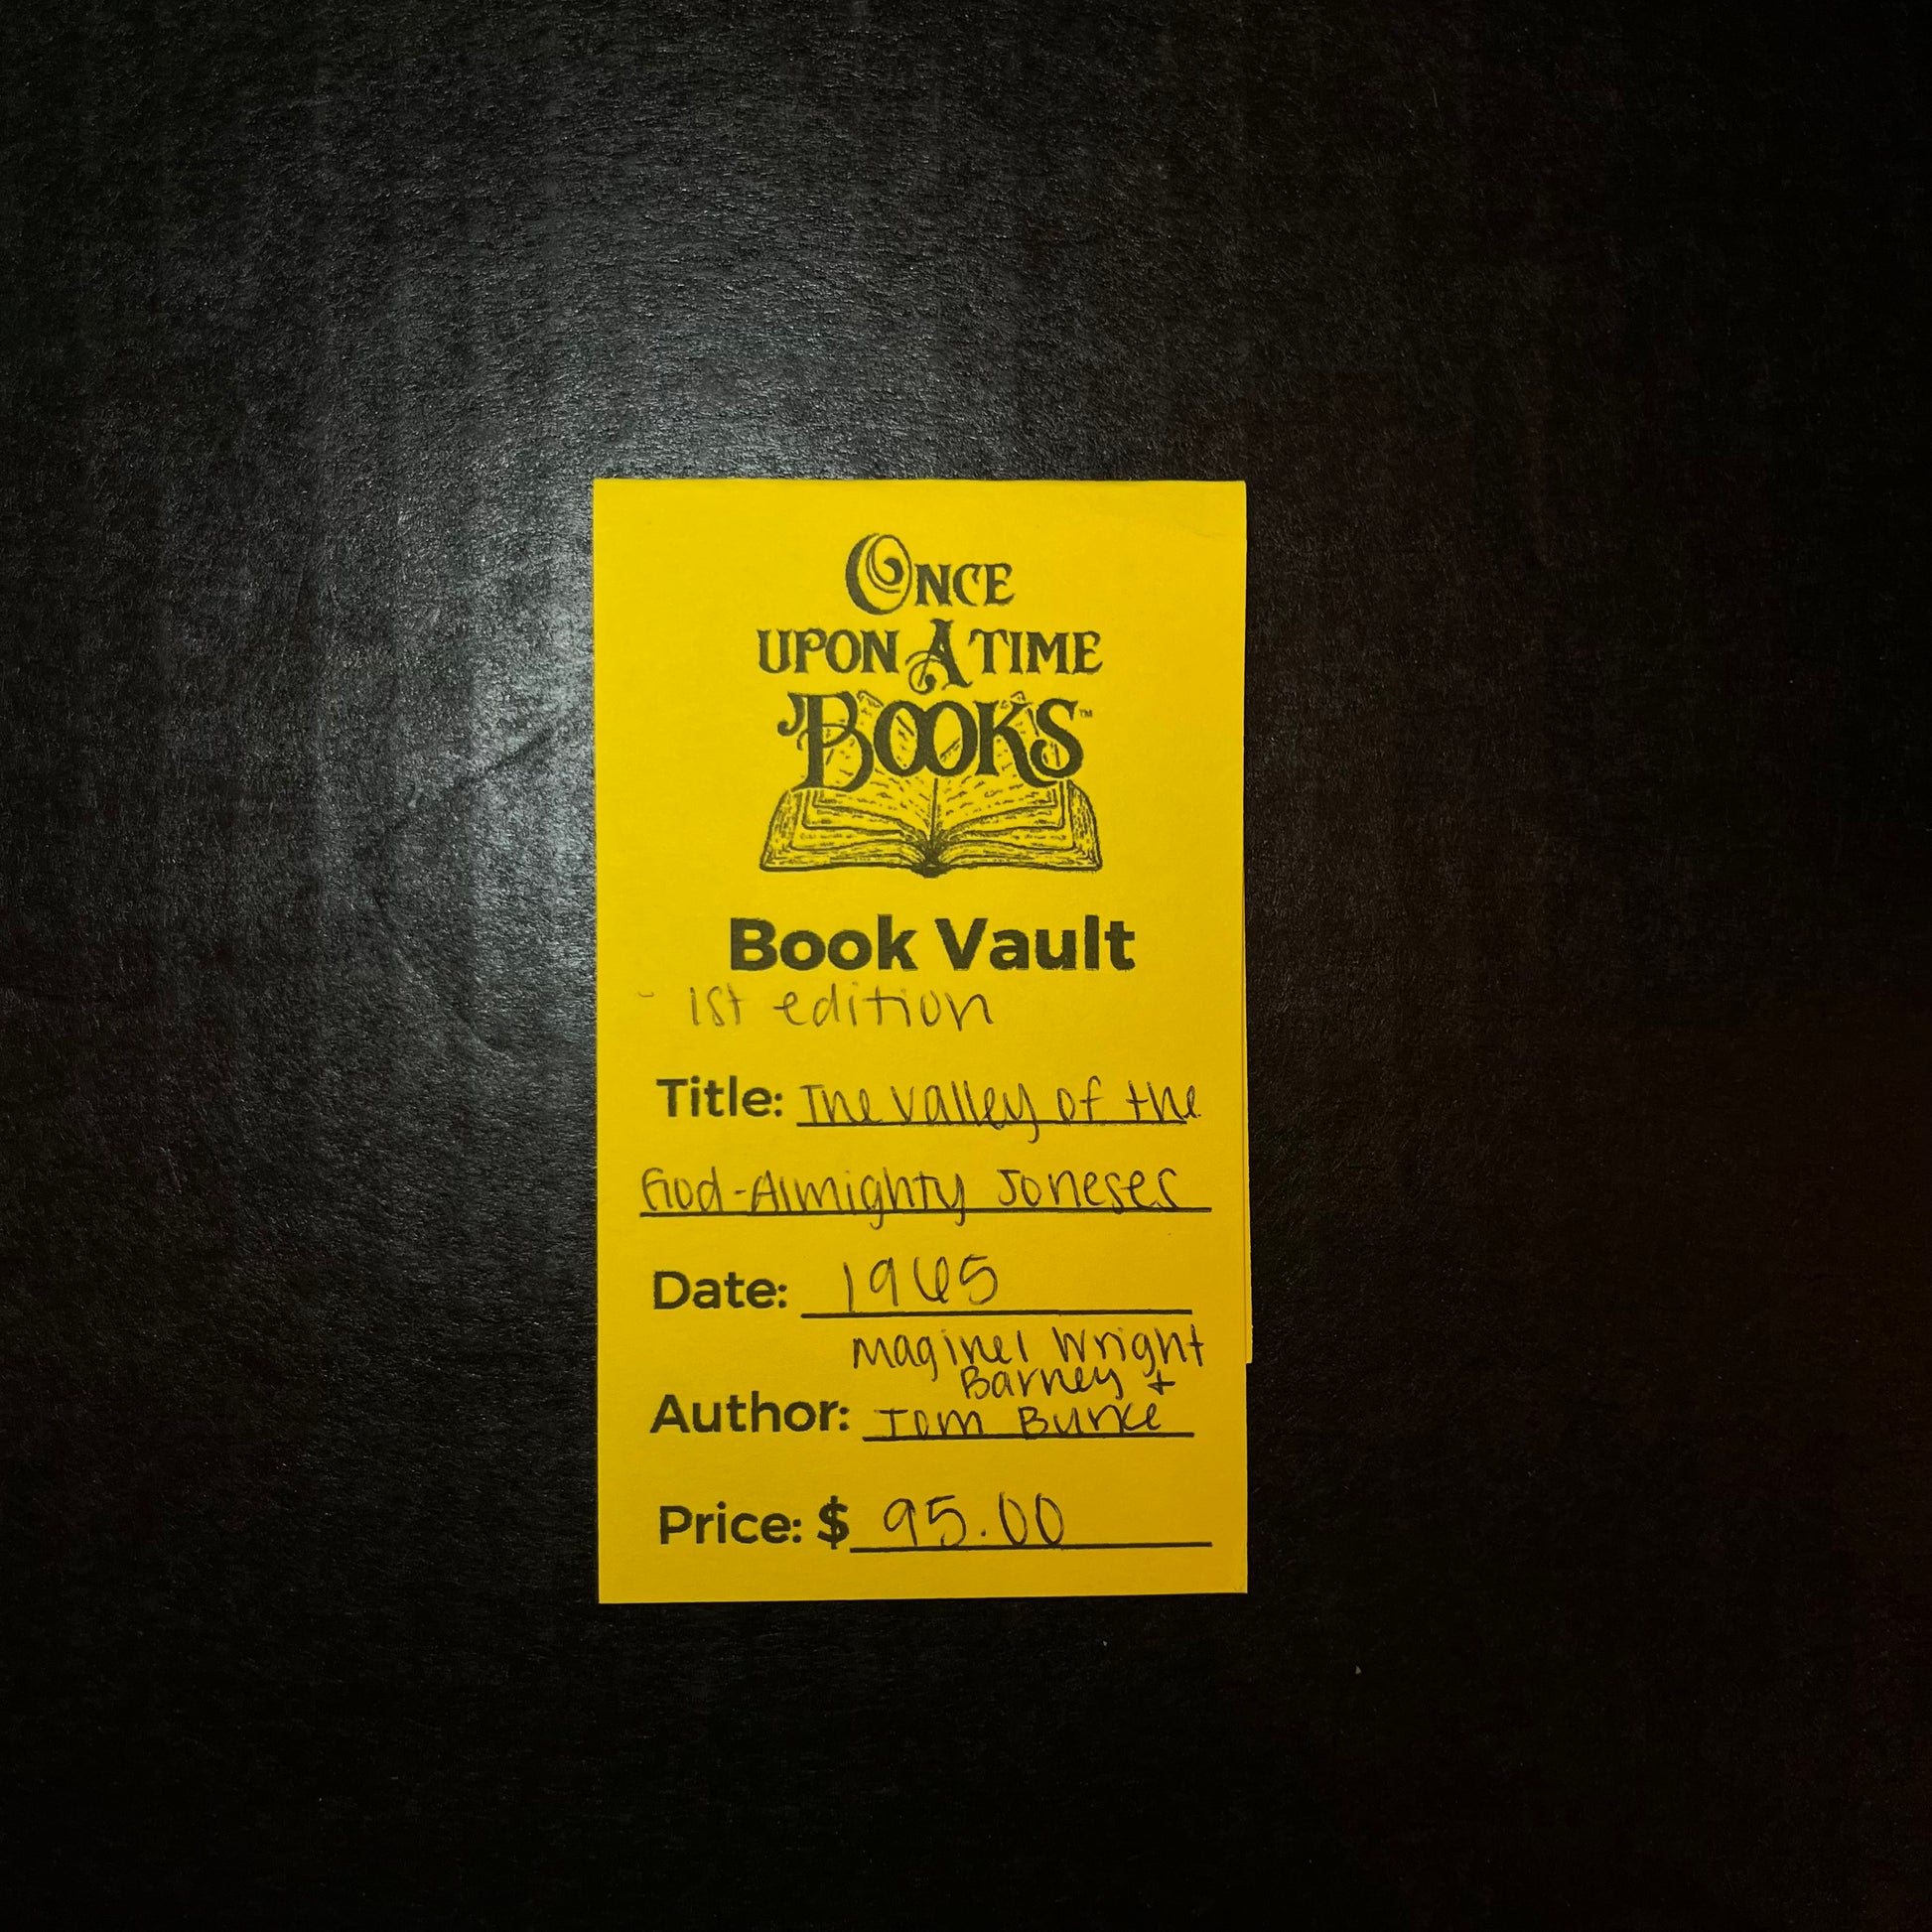 ONCE
UPON A TIME
BOOKS™
Book Vault
- 1st edition
Title: The valley of the
God-Almighty Joneses
Date: 1965
Maginel Wright
Barney +
Author: Tom Burke
Price: $ 95.00